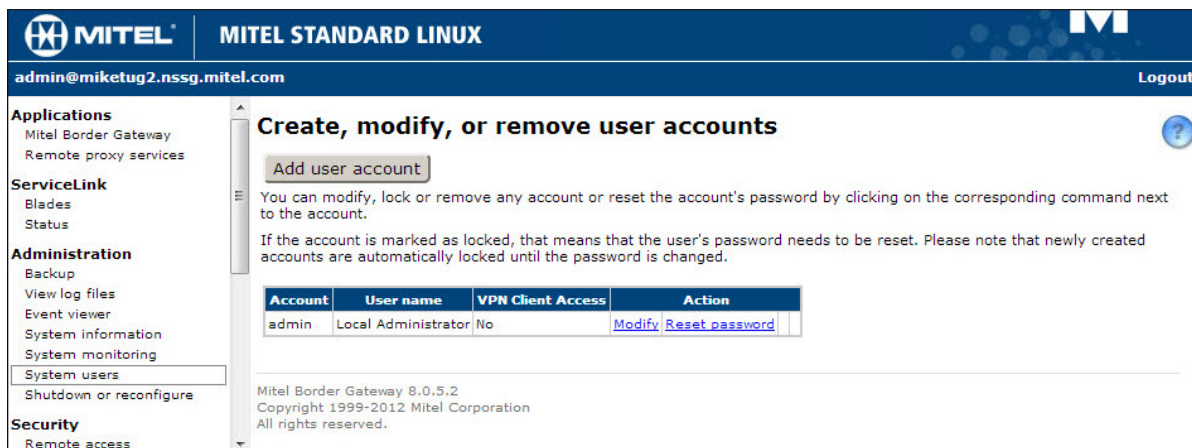 MITEL
MITEL STANDARD LINUX
admin@miketug2.nssg.mitel.com
Logout
Applications
Mitel Border Gateway
Remote proxy services
ServiceLink
Blades
Status
Administration
Backup
View log files
Event viewer
System information
System monitoring
System users
Shutdown or reconfigure
Security
Remote access
Create, modify, or remove user accounts
?
Add user account
You can modify, lock or remove any account or reset the account's password by clicking on the corresponding command next
to the account.
If the account is marked as locked, that means that the user's password needs to be reset. Please note that newly created
accounts are automatically locked until the password is changed.
Account User name VPN Client Access Action
admin Local Administrator No Modify Reset password
Mitel Border Gateway 8.0.5.2
Copyright 1999-2012 Mitel Corporation
All rights reserved.